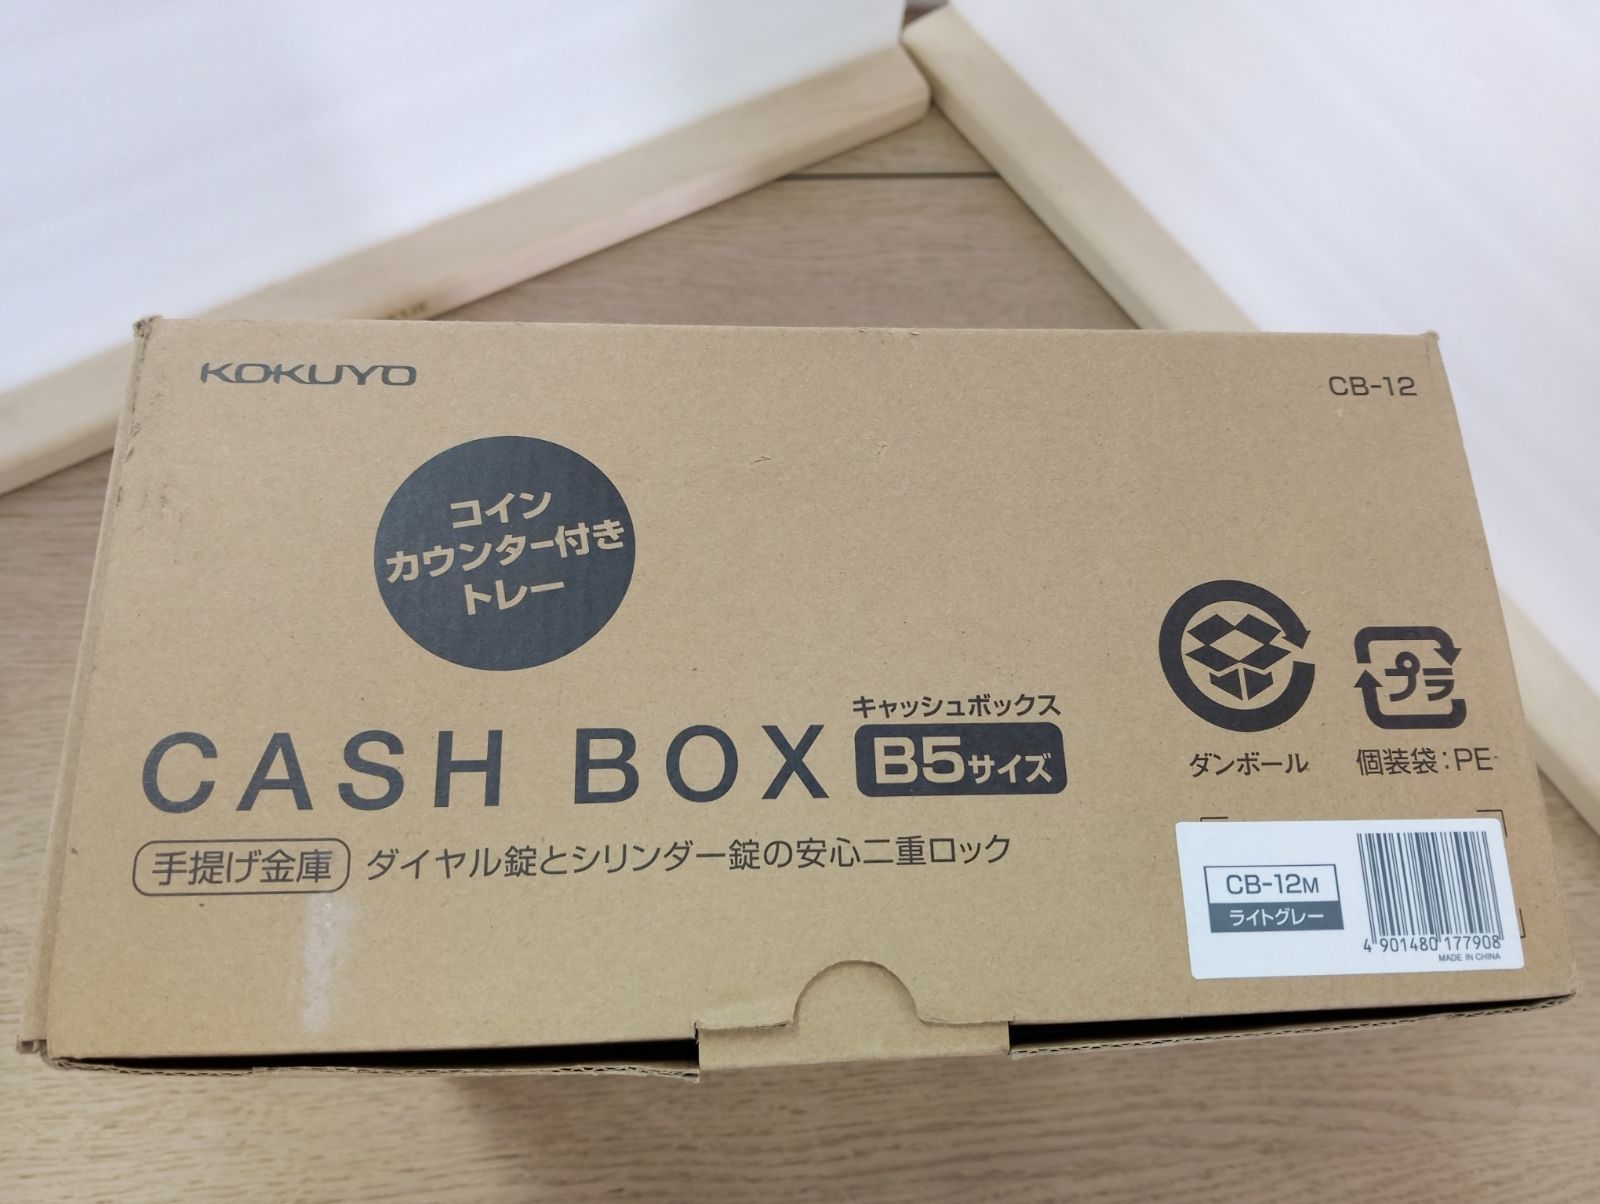 KOKUYO
CB-12
コイン
カウンター付き
トレー
キャッシュボックス
CASH BOX
B5サイズ
手提げ金庫
ダイヤル錠とシリンダー錠の安心二重ロック
プラ
ダンボール
個装袋:PE
CB-12M
ライトグレー
4 901480 177908
MADE IN CHINA